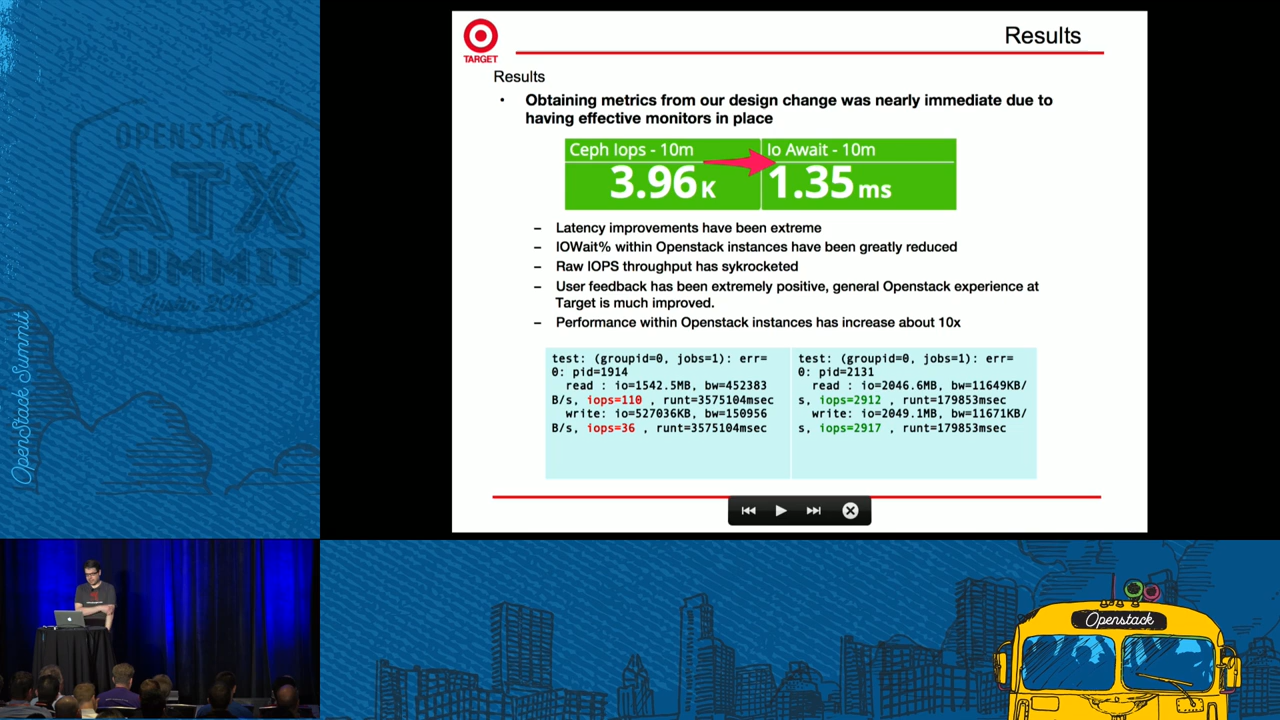 OPENSTACK
ATX
SUMMIT
OpenStack Summit
TARGET
Results
Results
• Obtaining metrics from our design change was nearly immediate due to
having effective monitors in place
Ceph Iops - 10m
3.96 K
Io Await - 10m
1.35 ms
– Latency improvements have been extreme
– IOWait% within Openstack instances have been greatly reduced
– Raw IOPS throughput has sykrocketed
– User feedback has been extremely positive, general Openstack experience at
Target is much improved.
– Performance within Openstack instances has increase about 10x
test: (groupid=0, jobs=1): err=
0: pid=1914
read : io=1542.5MB, bw=452383
B/s, iops=110 , runt=3575104msec
write: io=527036KB, bw=150956
B/s, iops=36 , runt=3575104msec
test: (groupid=0, jobs=1): err=
0: pid=2131
read : io=2046.6MB, bw=11649KB/
s, iops=2912 , runt=179853msec
write: io=2049.1MB, bw=11671KB/
s, iops=2917 , runt=179853msec
Openstack